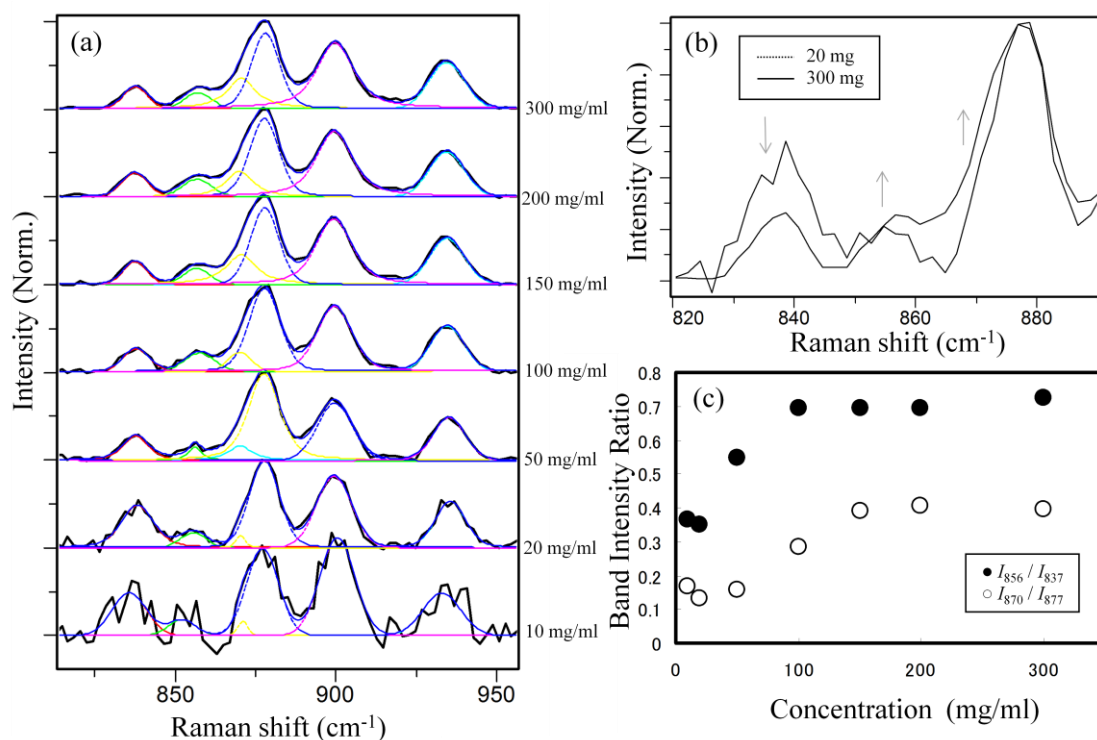 (a)
Intensity (Norm.)
300 mg/ml
200 mg/ml
150 mg/ml
100 mg/ml
50 mg/ml
20 mg/ml
10 mg/ml
850 900 950
Raman shift (cm-1)
(b)
20 mg
300 mg
Intensity (Norm.)
820 840 860 880
Raman shift (cm-1)
(c)
Band Intensity Ratio
0.8
0.7
0.6
0.5
0.4
0.3
0.2
0.1
0
I856 / I837
I870 / I877
0 100 200 300
Concentration (mg/ml)